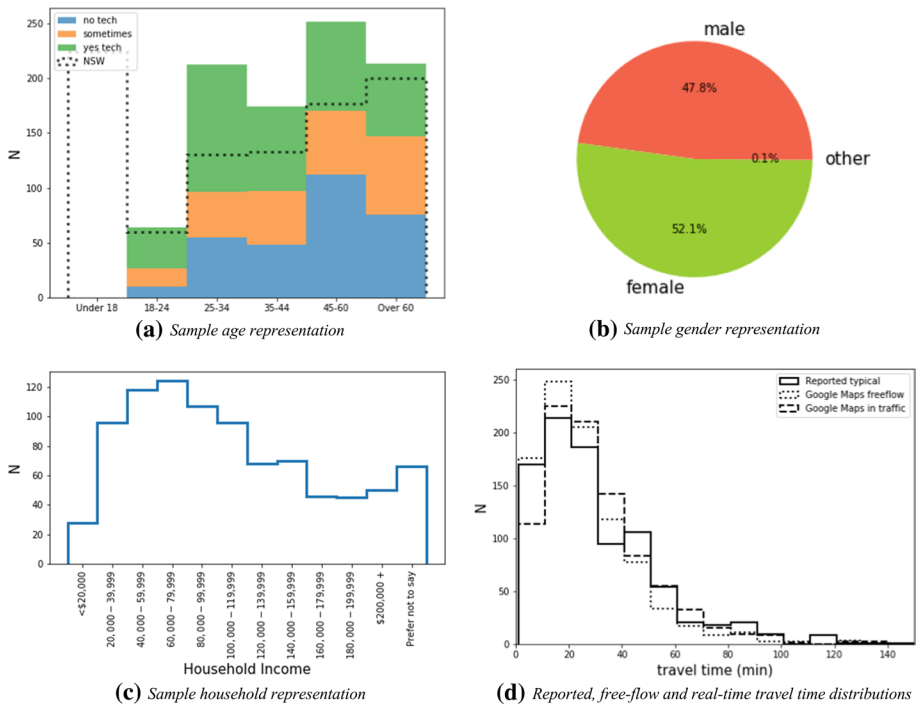 250
200
150
100
50
0
N
no tech
sometimes
yes tech
NSW
Under 18
18-24
25-34
35-44
45-60
Over 60
(a) Sample age representation
male
47.8%
other
0.1%
52.1%
female
(b) Sample gender representation
120
100
80
60
40
20
0
N
<$20,000
20,000 − 39,999
40,000 − 59,999
60,000 − 79,999
80,000 − 99,999
100,000 − 119,999
120,000 − 139,999
140,000 − 159,999
160,000 − 179,999
180,000 − 199,999
$200,000 +
Prefer not to say
Household Income
(c) Sample household representation
250
200
150
100
50
0
N
Reported typical
Google Maps freeflow
Google Maps in traffic
0
20
40
60
80
100
120
140
travel time (min)
(d) Reported, free-flow and real-time travel time distributions